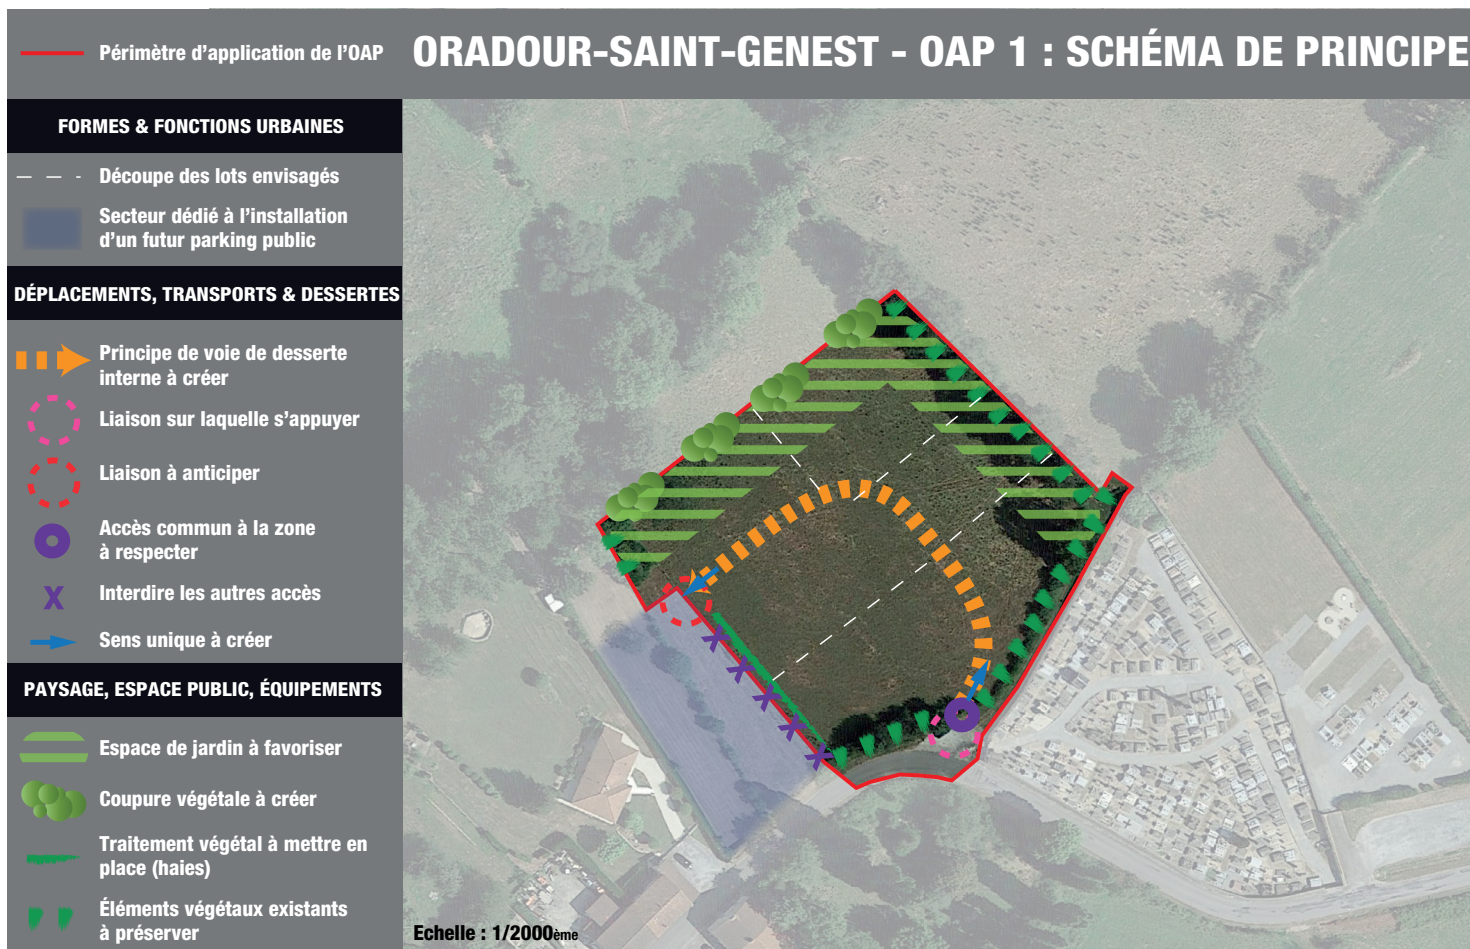 Périmètre d'application de l'OAP
ORADOUR-SAINT-GENEST - OAP 1 : SCHÉMA DE PRINCIPE
FORMES & FONCTIONS URBAINES
Découpe des lots envisagés
Secteur dédié à l'installation
d'un futur parking public
DÉPLACEMENTS, TRANSPORTS & DESSERTES
Principe de voie de desserte
interne à créer
Liaison sur laquelle s'appuyer
Liaison à anticiper
Accès commun à la zone
à respecter
Interdire les autres accès
Sens unique à créer
PAYSAGE, ESPACE PUBLIC, ÉQUIPEMENTS
Espace de jardin à favoriser
Coupure végétale à créer
Traitement végétal à mettre en
place (haies)
Éléments végétaux existants
à préserver
Echelle : 1/2000ème